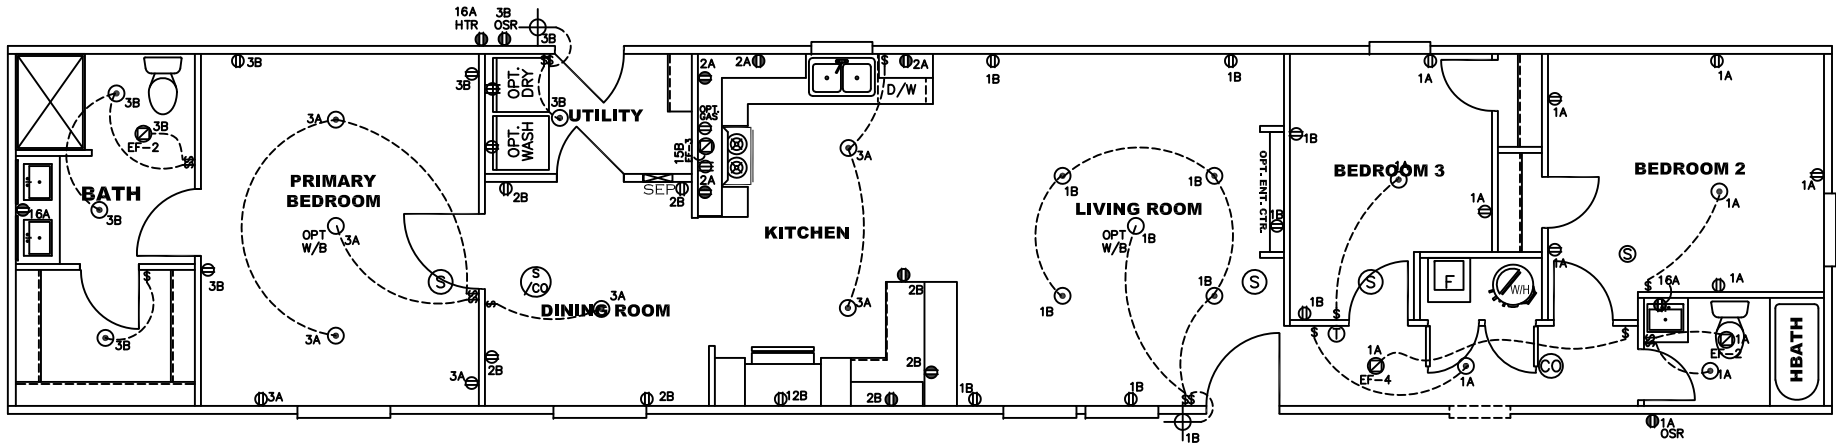 16A
HTR
3B
OSR
3B
3B
3B
3B
3B
EF-2
BATH
16A
3B
3B
3B
3A
PRIMARY
BEDROOM
OPT
W/B
3A
3A
3A
3A
S
OPT.
DRY
OPT.
WASH
$$
3B
UTILITY
SEP
2B
2B
S
/CO
3A
DINING ROOM
2B
2B
2A
2A
OPT.
GAS
15B
EF-3
2A
2A
2A
$
D/W
3A
KITCHEN
3A
2B
2B
2B
12B
1B
1B
1B
1B
LIVING ROOM
OPT
W/B
1B
1B
1B
S
1B
1B
$$
1B
1B
OPT. ENT. CTR.
1B
1B
1A
BEDROOM 3
1A
1A
S
$
T
$
F
W/H
1A
EF-4
1A
CO
1A
1A
1A
BEDROOM 2
1A
1A
S
1A
$
16A
$
1A
EF-2
1A
HBATH
1A
OSR